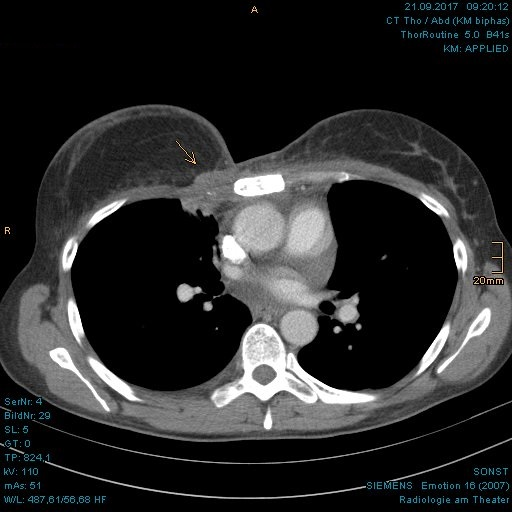 A
21.09.2017 09:20:12
CT Tho / Abd (KM biphas)
ThorRoutine 5.0 B41s
KM: APPLIED
R
20mm
SerNr: 4
BildNr: 29
SL: 5
GT: 0
TP: 824,1
kV: 110
mAs: 51
W/L: 487,61/56,68 HF
SONST
SIEMENS Emotion 16 (2007)
Radiologie am Theater